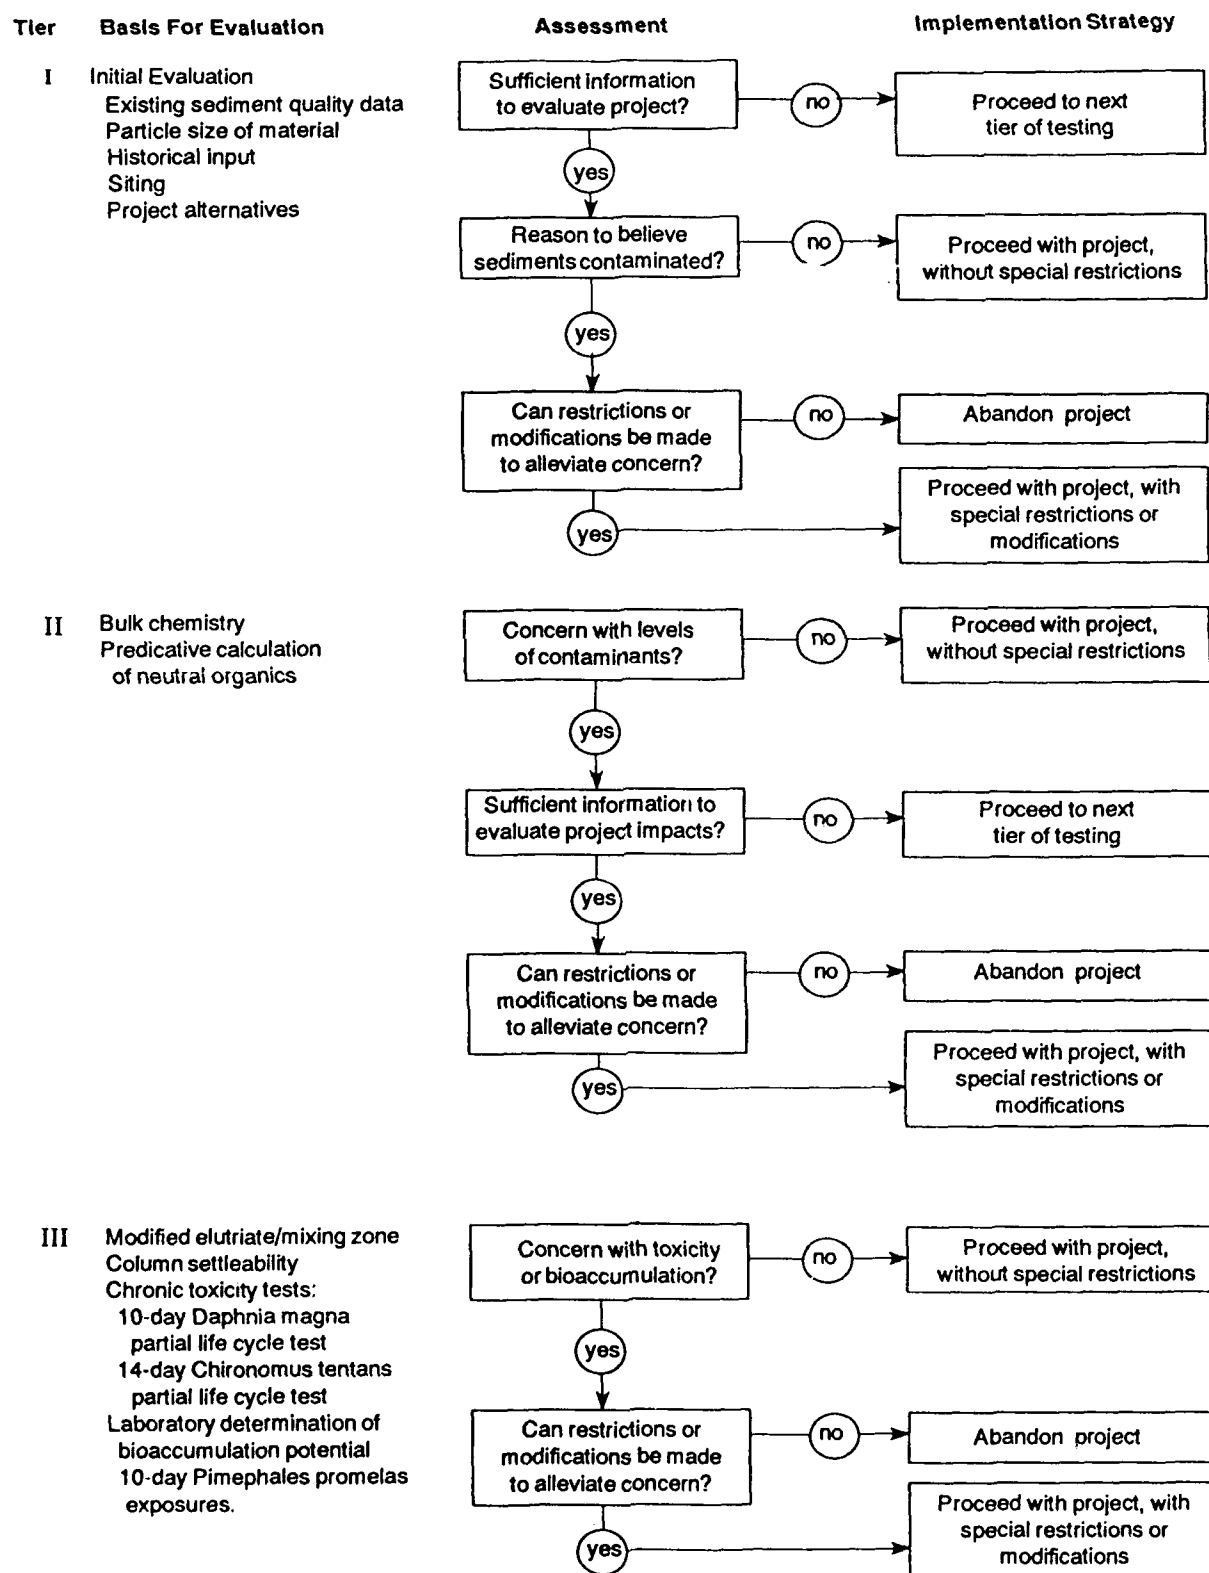 Tier Basis For Evaluation Assessment Implementation Strategy
I Initial Evaluation
Existing sediment quality data
Particle size of material
Historical input
Siting
Project alternatives
Sufficient information
to evaluate project?
no
Proceed to next
tier of testing
yes
Reason to believe
sediments contaminated?
no
Proceed with project,
without special restrictions
yes
Can restrictions or
modifications be made
to alleviate concern?
no
Abandon project
yes
Proceed with project, with
special restrictions or
modifications
II Bulk chemistry
Predicative calculation
of neutral organics
Concern with levels
of contaminants?
no
Proceed with project,
without special restrictions
yes
Sufficient information to
evaluate project impacts?
no
Proceed to next
tier of testing
yes
Can restrictions or
modifications be made
to alleviate concern?
no
Abandon project
yes
Proceed with project, with
special restrictions or
modifications
III Modified elutriate/mixing zone
Column settleability
Chronic toxicity tests:
10-day Daphnia magna
partial life cycle test
14-day Chironomus tentans
partial life cycle test
Laboratory determination of
bioaccumulation potential
10-day Pimephales promelas
exposures.
Concern with toxicity
or bioaccumulation?
no
Proceed with project,
without special restrictions
yes
Can restrictions or
modifications be made
to alleviate concern?
no
Abandon project
yes
Proceed with project, with
special restrictions or
modifications